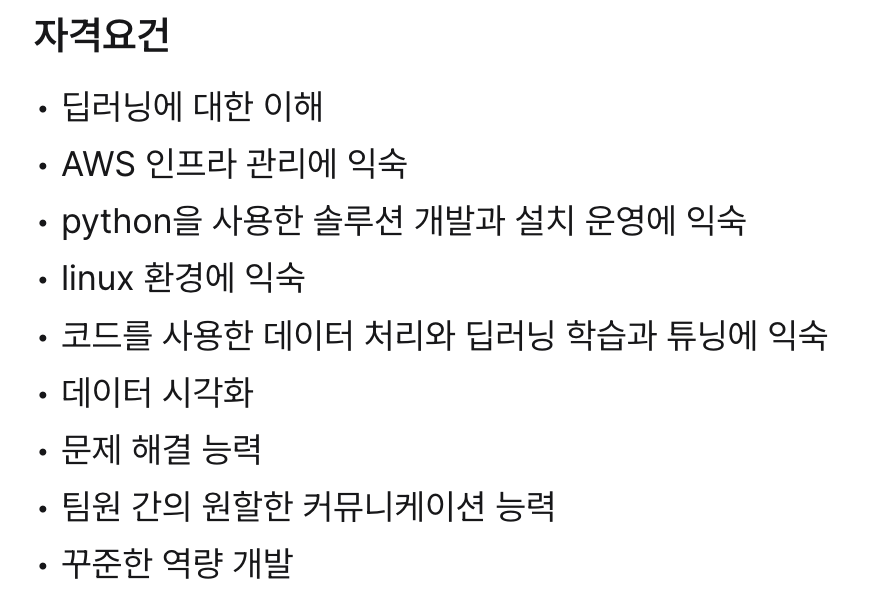 자격요건
• 딥러닝에 대한 이해
• AWS 인프라 관리에 익숙
• python을 사용한 솔루션 개발과 설치 운영에 익숙
• linux 환경에 익숙
• 코드를 사용한 데이터 처리와 딥러닝 학습과 튜닝에 익숙
• 데이터 시각화
• 문제 해결 능력
• 팀원 간의 원할한 커뮤니케이션 능력
• 꾸준한 역량 개발